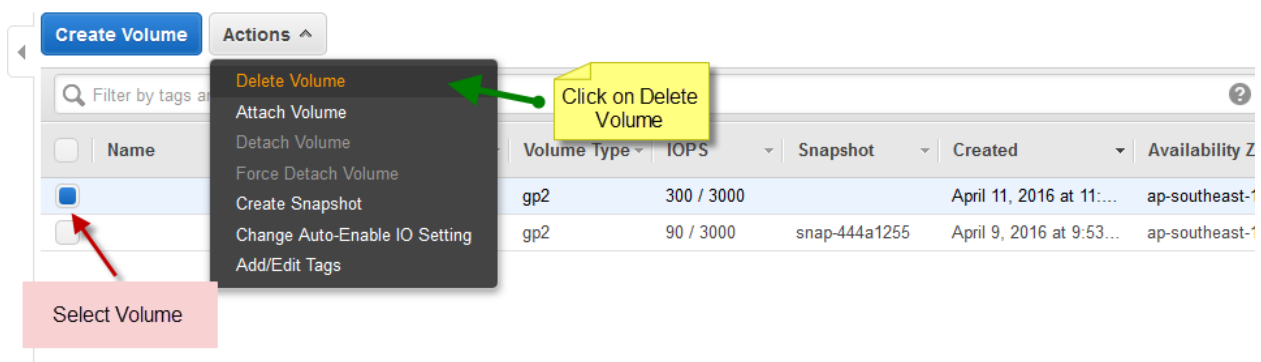 Create Volume Actions
Delete Volume
Filter by tags a
Click on Delete
Volume
Attach Volume
Name Detach Volume Volume Type IOPS Snapshot Created Availability Z
Force Detach Volume
gp2 300 / 3000 April 11, 2016 at 11:... ap-southeast-1
Create Snapshot
Change Auto-Enable IO Setting gp2 90 / 3000 snap-444a1255 April 9, 2016 at 9:53... ap-southeast-1
Add/Edit Tags
Select Volume